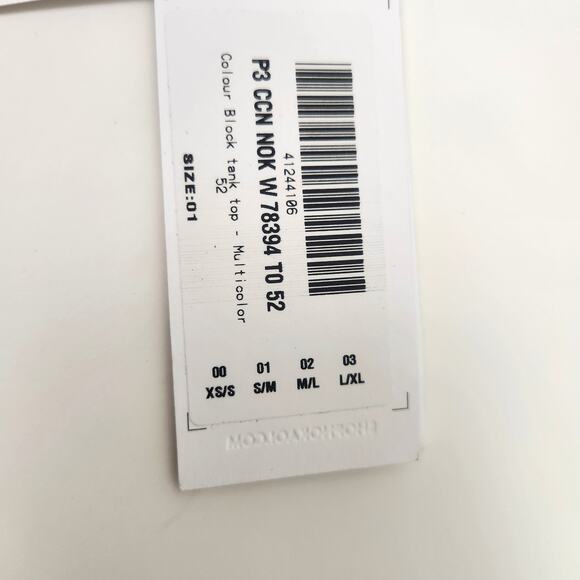 41244106
P3 CCN NOK W 78394 TO 52
Colour Block tank top - Multicolor
52
SIZE:01
00 01 02 03
XS/S S/M M/L L/XL